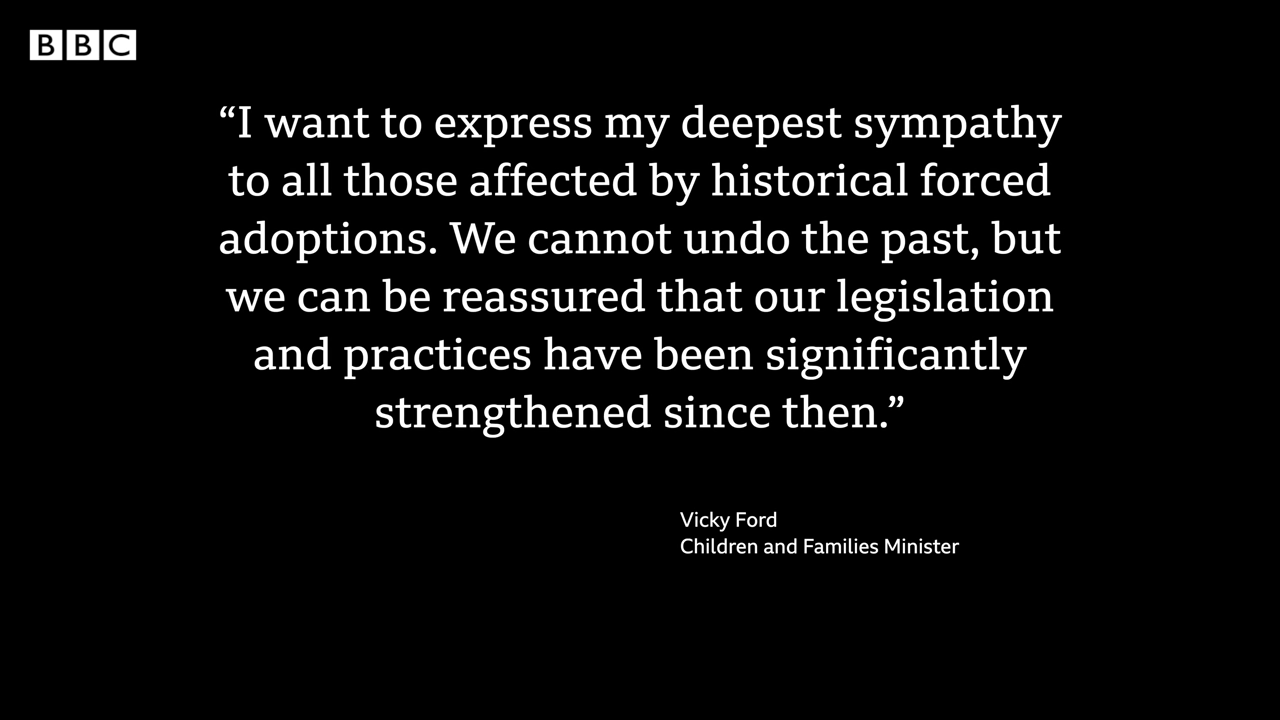 BBC
“I want to express my deepest sympathy
to all those affected by historical forced
adoptions. We cannot undo the past, but
we can be reassured that our legislation
and practices have been significantly
strengthened since then.”
Vicky Ford
Children and Families Minister